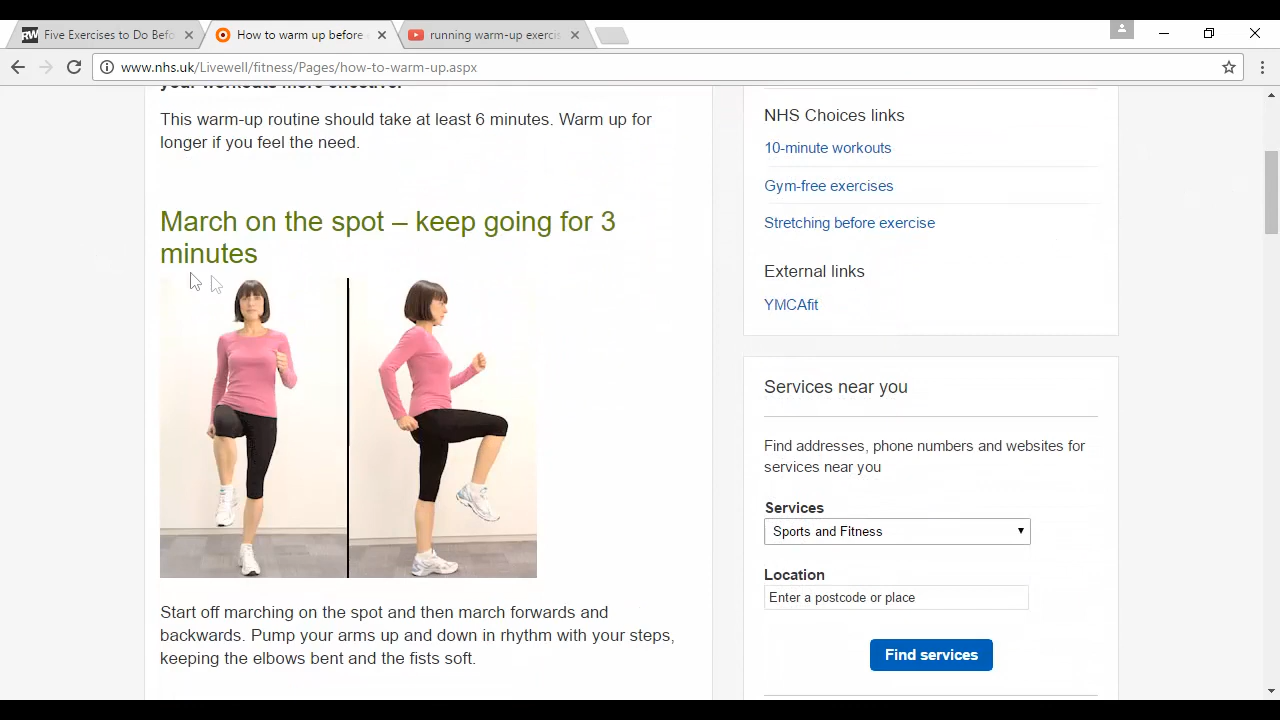 RW Five Exercises to Do Befo
How to warm up before
running warm-up exercis
www.nhs.uk/Livewell/fitness/Pages/how-to-warm-up.aspx
your workouts more effective.
This warm-up routine should take at least 6 minutes. Warm up for
longer if you feel the need.
March on the spot – keep going for 3
minutes
Start off marching on the spot and then march forwards and
backwards. Pump your arms up and down in rhythm with your steps,
keeping the elbows bent and the fists soft.
NHS Choices links
10-minute workouts
Gym-free exercises
Stretching before exercise
External links
YMCAfit
Services near you
Find addresses, phone numbers and websites for
services near you
Services
Sports and Fitness
Location
Enter a postcode or place
Find services